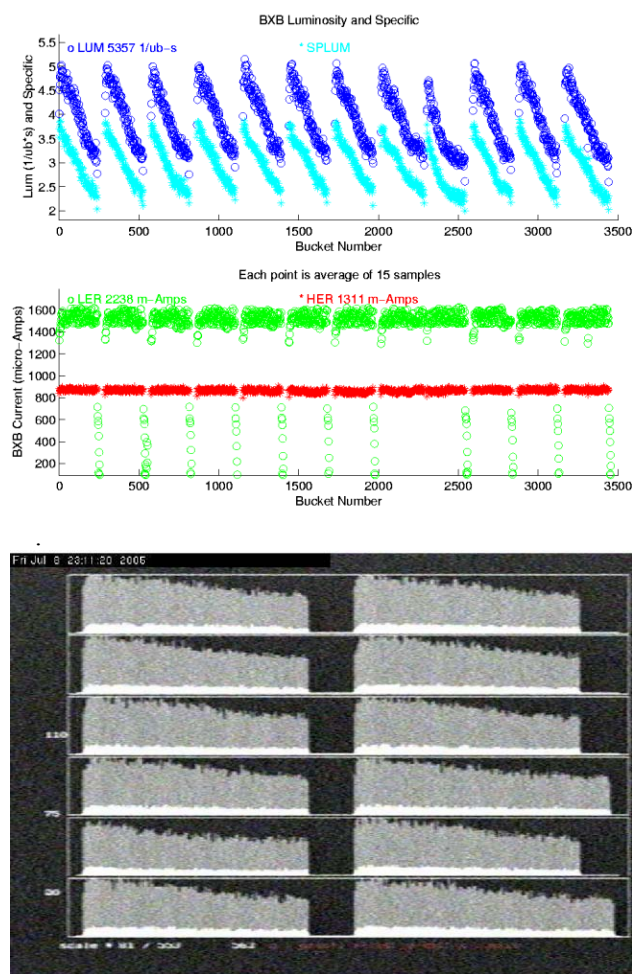 BXB Luminosity and Specific
o LUM 5357 1/ub-s * SPLUM
Lum (1/ub*s) and Specific
5.5
5
4.5
4
3.5
3
2.5
2
0 500 1000 1500 2000 2500 3000 3500
Bucket Number
Each point is average of 15 samples
o LER 2238 m-Amps * HER 1311 m-Amps
BXB Current (micro-Amps)
1600
1400
1200
1000
800
600
400
200
0 500 1000 1500 2000 2500 3000 3500
Bucket Number
Fri Jul 8 23:11:20 2005
110
75
scale